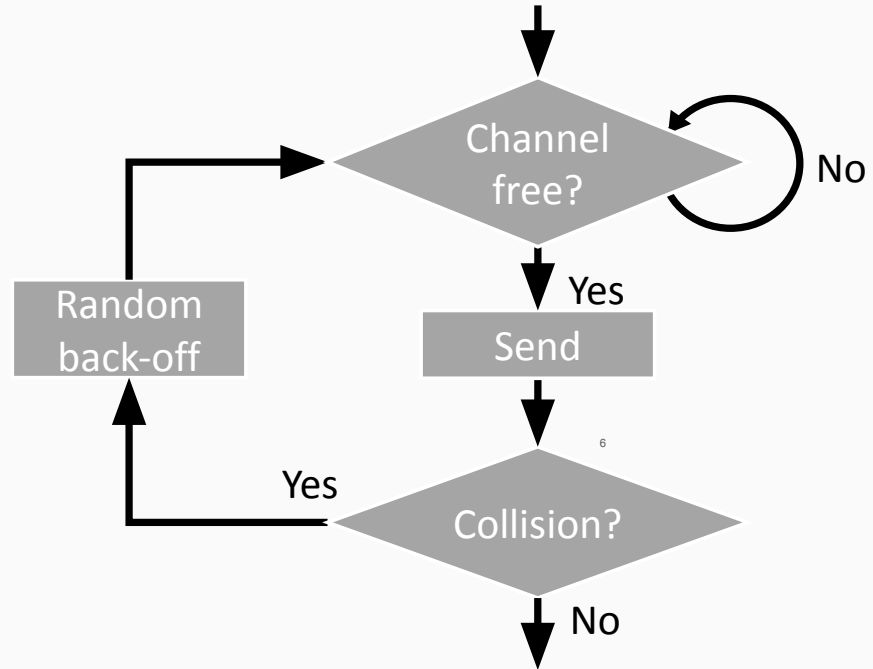 Channel
free?
No
Yes
Random
back-off
Send
6
Yes
Collision?
No